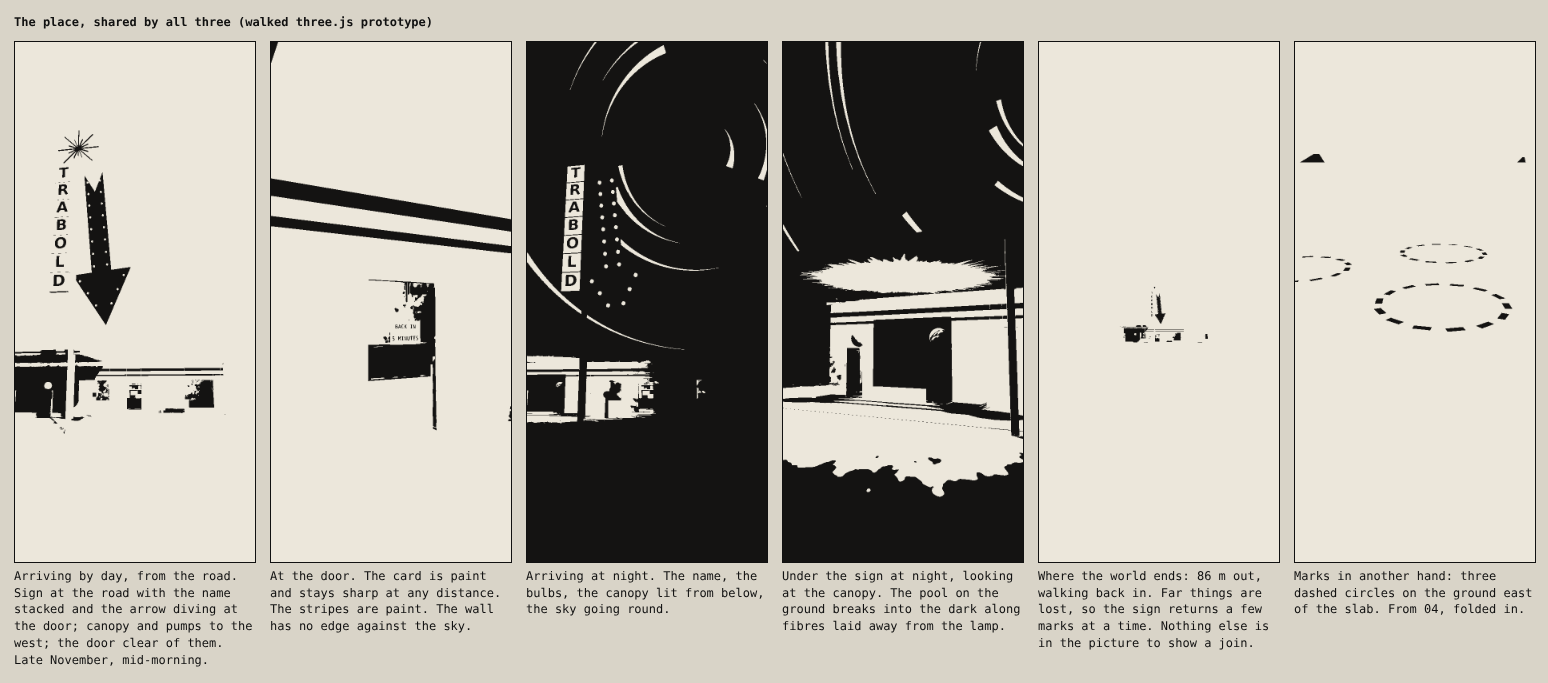 The place, shared by all three (walked three.js prototype)
T
R
A
B
O
L
D
BACK IN
5 MINUTES
T
R
A
B
O
L
D
Arriving by day, from the road.
Sign at the road with the name
stacked and the arrow diving at
the door; canopy and pumps to the
west; the door clear of them.
Late November, mid-morning.
At the door. The card is paint
and stays sharp at any distance.
The stripes are paint. The wall
has no edge against the sky.
Arriving at night. The name, the
bulbs, the canopy lit from below,
the sky going round.
Under the sign at night, looking
at the canopy. The pool on the
ground breaks into the dark along
fibres laid away from the lamp.
Where the world ends: 86 m out,
walking back in. Far things are
lost, so the sign returns a few
marks at a time. Nothing else is
in the picture to show a join.
Marks in another hand: three
dashed circles on the ground east
of the slab. From 04, folded in.